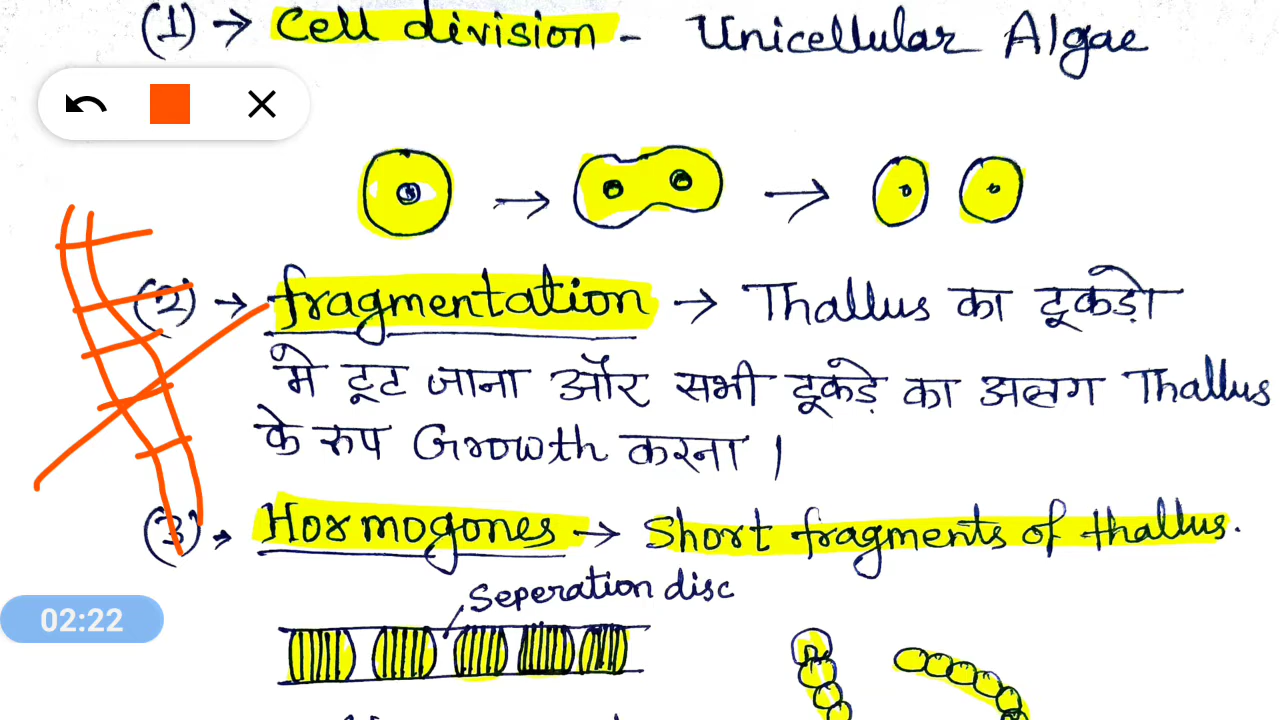 (1) → Cell division - Unicellular Algae
(2) → fragmentation → Thallus का टूकड़ो
मे टूट जाना और सभी टूकड़े का अलग Thallus
के रुप Growth करना ।
(3) → Hormogones → Short fragments of thallus.
Seperation disc
02:22